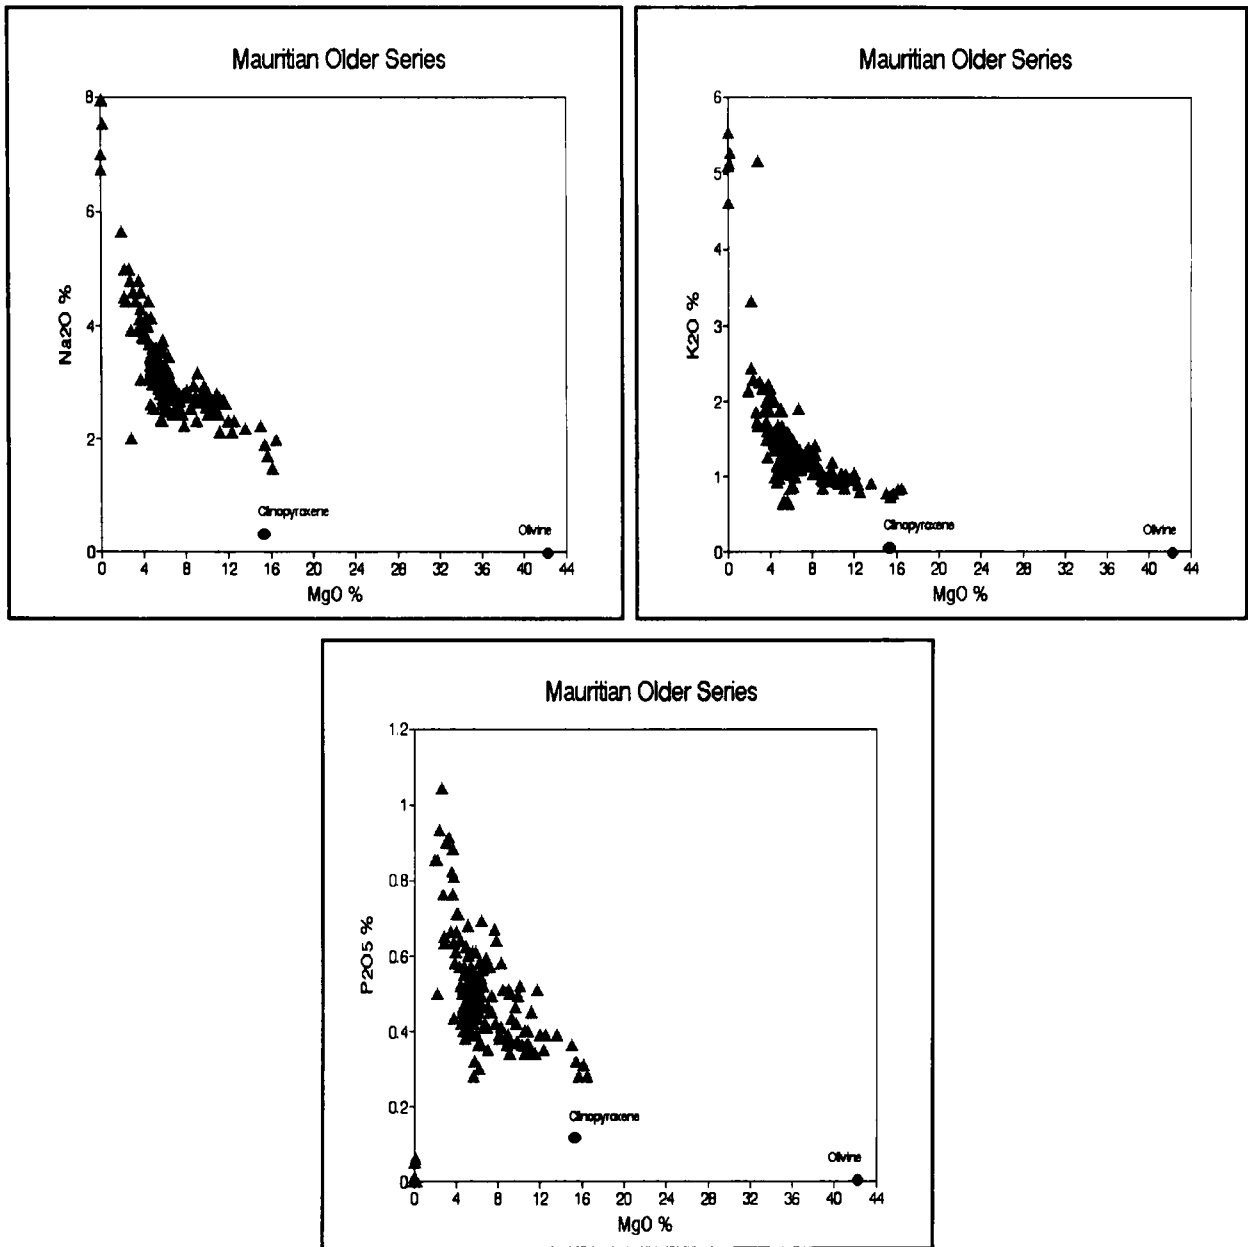 Mauritian Older Series
8
6
4
2
0
Na2O %
Clinopyroxene
Olivine
0 4 8 12 16 20 24 28 32 36 40 44
MgO %
Mauritian Older Series
6
5
4
3
2
1
0
K2O %
Clinopyroxene
Olivine
0 4 8 12 16 20 24 28 32 36 40 44
MgO %
Mauritian Older Series
1.2
1
0.8
0.6
0.4
0.2
0
P2O5 %
Clinopyroxene
Olivine
0 4 8 12 16 20 24 28 32 36 40 44
MgO %